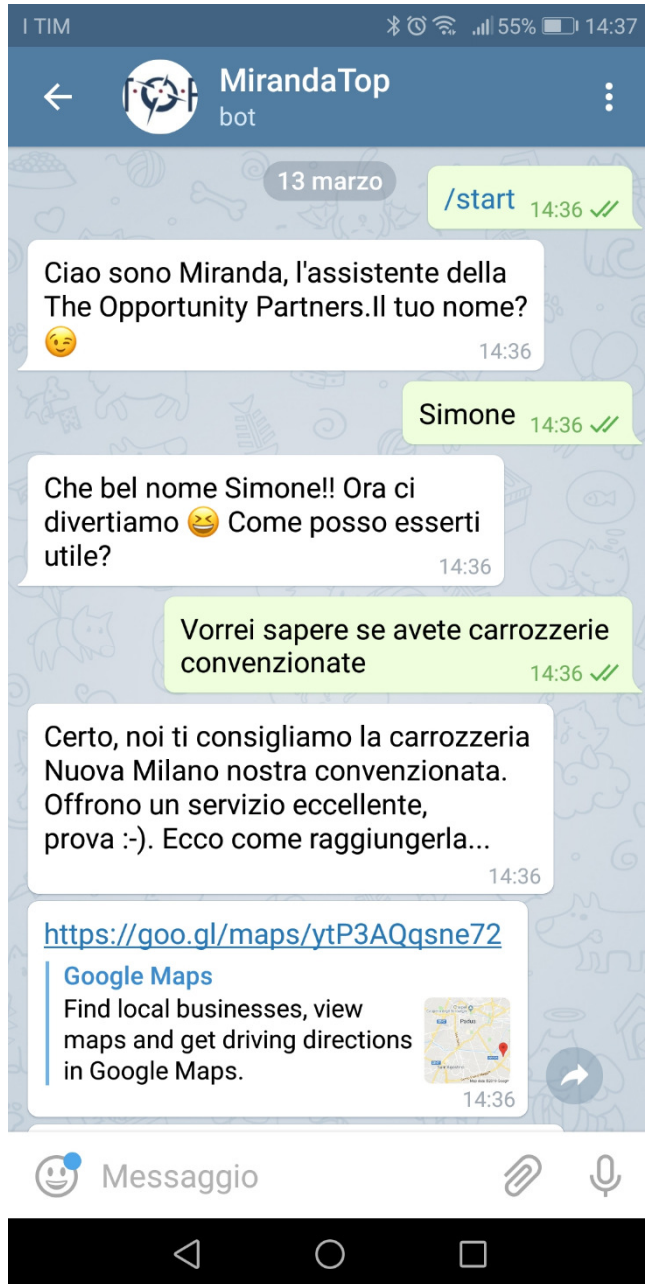 I TIM 55% 14:37
MirandaTop
bot
13 marzo
/start 14:36
Ciao sono Miranda, l'assistente della
The Opportunity Partners.Il tuo nome?
😉 14:36
Simone 14:36
Che bel nome Simone!! Ora ci
divertiamo 😆 Come posso esserti
utile? 14:36
Vorrei sapere se avete carrozzerie
convenzionate 14:36
Certo, noi ti consigliamo la carrozzeria
Nuova Milano nostra convenzionata.
Offrono un servizio eccellente,
prova :-). Ecco come raggiungerla...
14:36
https://goo.gl/maps/ytP3AQqsne72
Google Maps
Find local businesses, view
maps and get driving directions
in Google Maps.
14:36
Messaggio